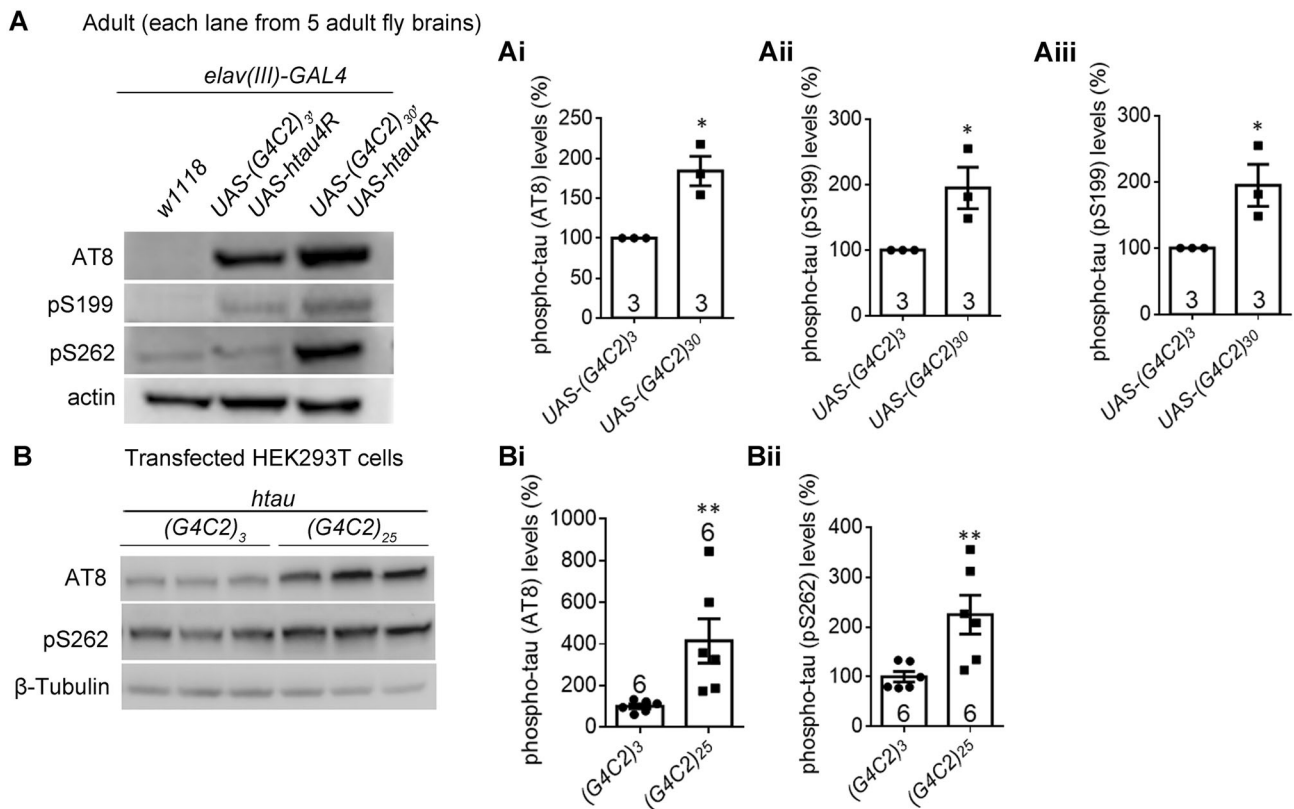 A Adult (each lane from 5 adult fly brains)
elav(III)-GAL4
w1118
UAS-(G4C2)3,
UAS-htau4R
UAS-(G4C2)30,
UAS-htau4R
AT8
pS199
pS262
actin
Ai
phospho-tau (AT8) levels (%)
250
200
150
100
50
0
*
3
3
UAS-(G4C2)3
UAS-(G4C2)30
Aii
phospho-tau (pS199) levels (%)
300
200
100
0
*
3
3
UAS-(G4C2)3
UAS-(G4C2)30
Aiii
phospho-tau (pS199) levels (%)
300
200
100
0
*
3
3
UAS-(G4C2)3
UAS-(G4C2)30
B Transfected HEK293T cells
htau
(G4C2)3 (G4C2)25
AT8
pS262
β-Tubulin
Bi
phospho-tau (AT8) levels (%)
1000
800
600
400
200
0
**
6
6
(G4C2)3
(G4C2)25
Bii
phospho-tau (pS262) levels (%)
400
300
200
100
0
**
6
6
(G4C2)3
(G4C2)25